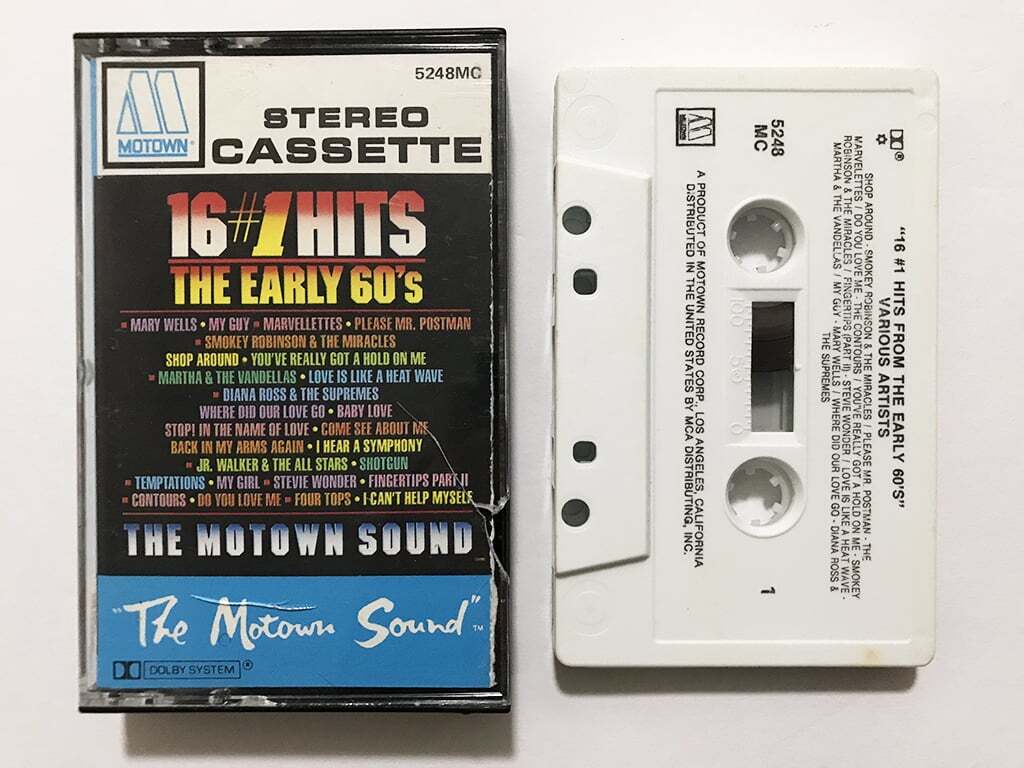 5248MC
MOTOWN®
STEREO
CASSETTE
16 #1 HITS
THE EARLY 60's
▪ MARY WELLS • MY GUY ▪ MARVELLETTES • PLEASE MR. POSTMAN
▪ SMOKEY ROBINSON & THE MIRACLES
SHOP AROUND • YOU'VE REALLY GOT A HOLD ON ME
▪ MARTHA & THE VANDELLAS • LOVE IS LIKE A HEAT WAVE
▪ DIANA ROSS & THE SUPREMES
WHERE DID OUR LOVE GO • BABY LOVE
STOP! IN THE NAME OF LOVE • COME SEE ABOUT ME
BACK IN MY ARMS AGAIN • I HEAR A SYMPHONY
▪ JR. WALKER & THE ALL STARS • SHOTGUN
▪ TEMPTATIONS • MY GIRL ▪ STEVIE WONDER • FINGERTIPS PART II
▪ CONTOURS • DO YOU LOVE ME ▪ FOUR TOPS • I CAN'T HELP MYSELF
THE MOTOWN SOUND
"The Motown Sound"™
DOLBY SYSTEM®
"16 #1 HITS FROM THE EARLY 60'S"
VARIOUS ARTISTS
SHOP AROUND - SMOKEY ROBINSON & THE MIRACLES / PLEASE MR. POSTMAN - THE
MARVELETTES / DO YOU LOVE ME - THE CONTOURS / YOU'VE REALLY GOT A HOLD ON ME - SMOKEY
ROBINSON & THE MIRACLES / FINGERTIPS (PART II) - STEVIE WONDER / LOVE IS LIKE A HEAT WAVE -
MARTHA & THE VANDELLAS / MY GUY - MARY WELLS / WHERE DID OUR LOVE GO - DIANA ROSS &
THE SUPREMES
5248
MC
1
100 50 0
MOTOWN
A PRODUCT OF MOTOWN RECORD CORP., LOS ANGELES, CALIFORNIA
DISTRIBUTED IN THE UNITED STATES BY MCA DISTRIBUTING, INC.